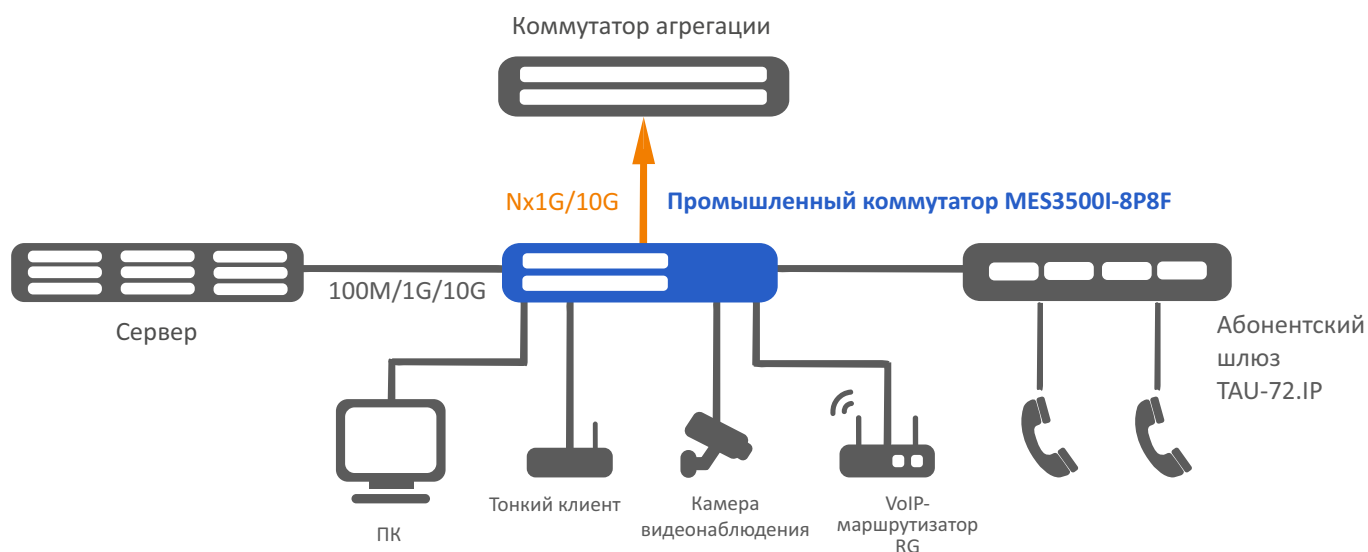 Коммутатор агрегации
Nx1G/10G
Промышленный коммутатор MES3500I-8P8F
100M/1G/10G
Сервер
Абонентский
шлюз
TAU-72.IP
ПК
Тонкий клиент
Камера
видеонаблюдения
VoIP-
маршрутизатор
RG